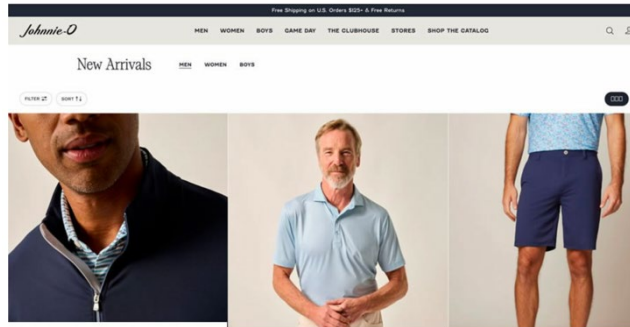 Free Shipping on U.S. Orders $125+ & Free Returns
Johnnie-O
MEN WOMEN BOYS GAME DAY THE CLUBHOUSE STORES SHOP THE CATALOG
New Arrivals MEN WOMEN BOYS
FILTER SORT